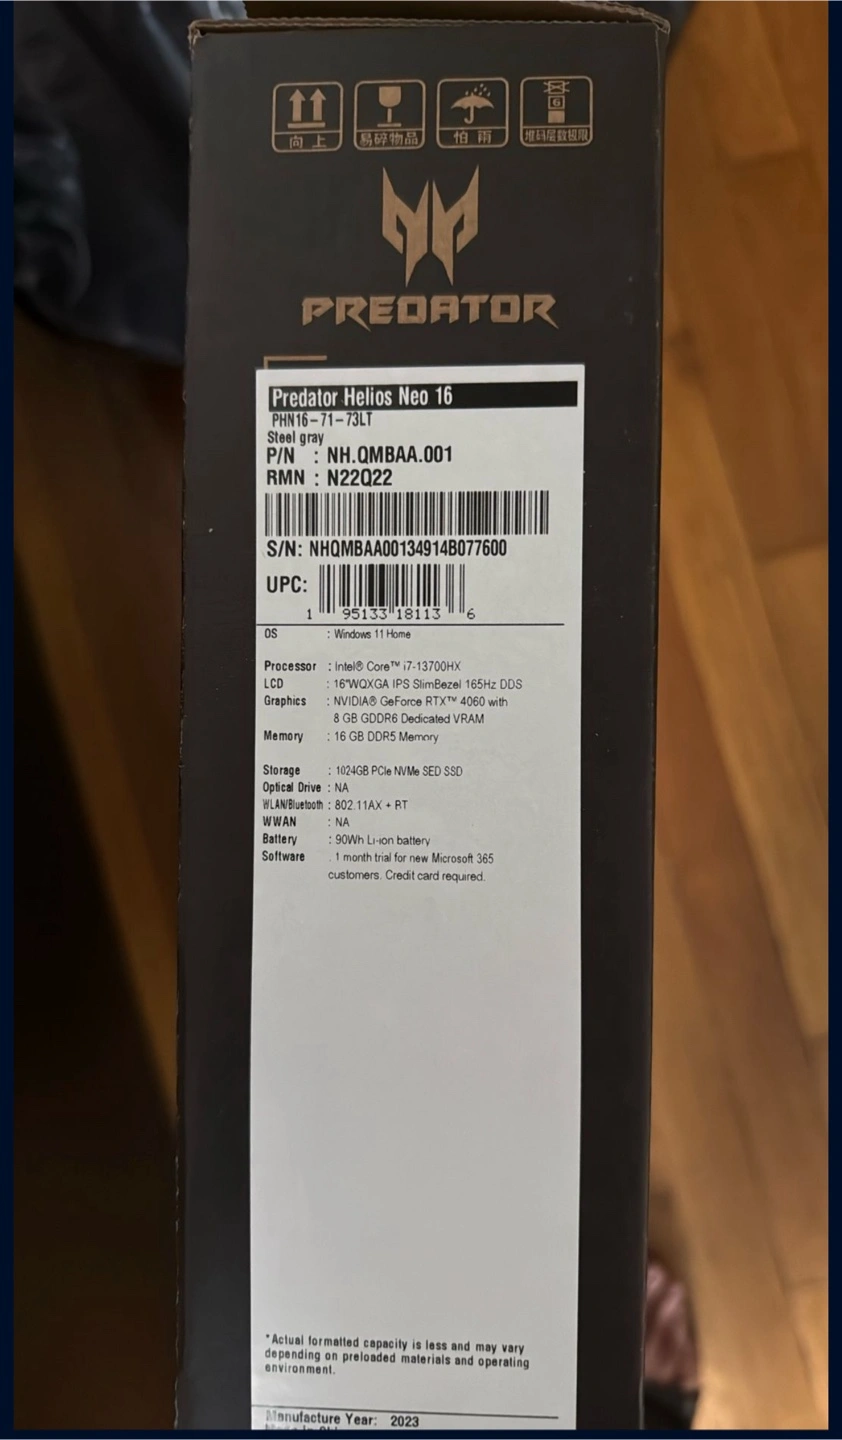 向上
易碎物品
怕雨
6
堆码层数极限
PREDATOR
Predator Helios Neo 16
PHN16-71-73LT
Steel gray
P/N : NH.QMBAA.001
RMN : N22Q22
S/N: NHQMBAA00134914B077600
UPC:
1 95133 18113 6
OS : Windows 11 Home
Processor : Intel® Core™ i7-13700HX
LCD : 16"WQXGA IPS SlimBezel 165Hz DDS
Graphics : NVIDIA® GeForce RTX™ 4060 with
8 GB GDDR6 Dedicated VRAM
Memory : 16 GB DDR5 Memory
Storage : 1024GB PCIe NVMe SED SSD
Optical Drive : NA
WLAN/Bluetooth : 802.11AX + BT
WWAN : NA
Battery : 90Wh Li-ion battery
Software : 1 month trial for new Microsoft 365
customers. Credit card required.
*Actual formatted capacity is less and may vary
depending on preloaded materials and operating
environment.
Manufacture Year: 2023